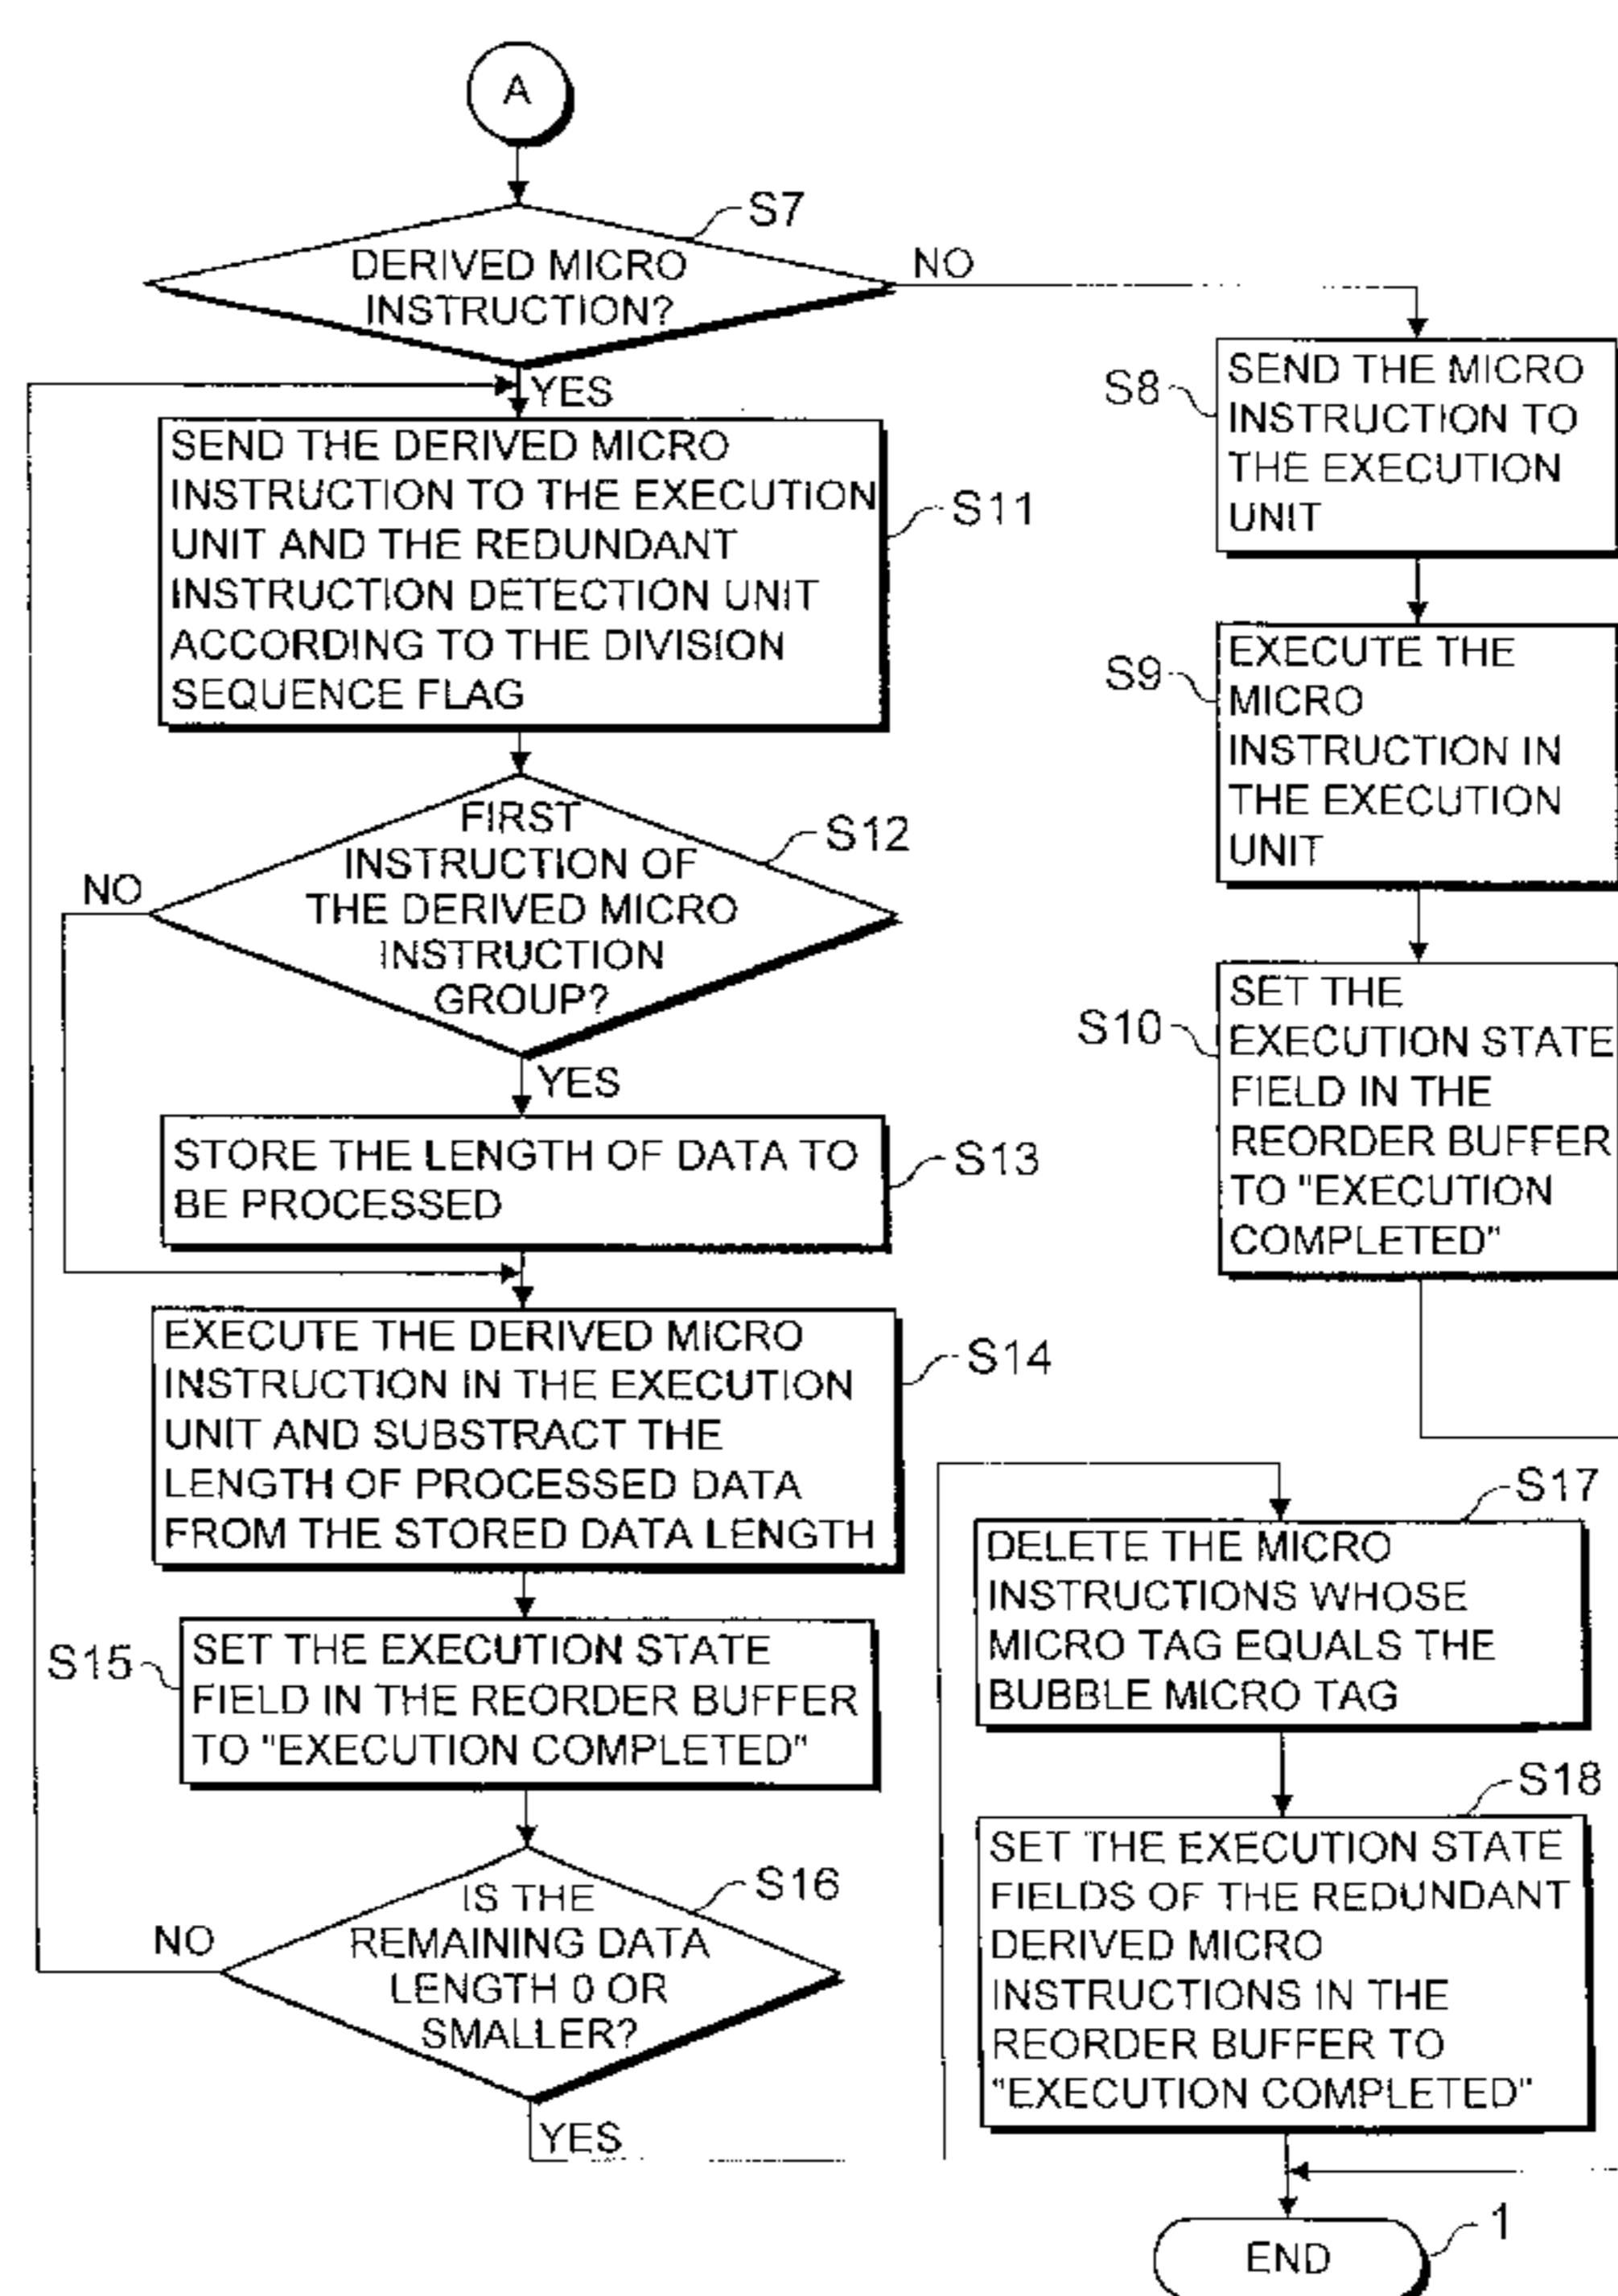 A
S7
DERIVED MICRO
INSTRUCTION?
NO
YES
S8
SEND THE MICRO
INSTRUCTION TO
THE EXECUTION
UNIT
SEND THE DERIVED MICRO
INSTRUCTION TO THE EXECUTION
UNIT AND THE REDUNDANT
INSTRUCTION DETECTION UNIT
ACCORDING TO THE DIVISION
SEQUENCE FLAG
S11
S9
EXECUTE THE
MICRO
INSTRUCTION IN
THE EXECUTION
UNIT
FIRST
INSTRUCTION OF
THE DERIVED MICRO
INSTRUCTION
GROUP?
S12
NO
YES
S10
SET THE
EXECUTION STATE
FIELD IN THE
REORDER BUFFER
TO "EXECUTION
COMPLETED"
STORE THE LENGTH OF DATA TO
BE PROCESSED
S13
EXECUTE THE DERIVED MICRO
INSTRUCTION IN THE EXECUTION
UNIT AND SUBSTRACT THE
LENGTH OF PROCESSED DATA
FROM THE STORED DATA LENGTH
S14
S15
SET THE EXECUTION STATE
FIELD IN THE REORDER BUFFER
TO "EXECUTION COMPLETED"
IS THE
REMAINING DATA
LENGTH 0 OR
SMALLER?
S16
NO
YES
S17
DELETE THE MICRO
INSTRUCTIONS WHOSE
MICRO TAG EQUALS THE
BUBBLE MICRO TAG
S18
SET THE EXECUTION STATE
FIELDS OF THE REDUNDANT
DERIVED MICRO
INSTRUCTIONS IN THE
REORDER BUFFER TO
"EXECUTION COMPLETED"
1
END